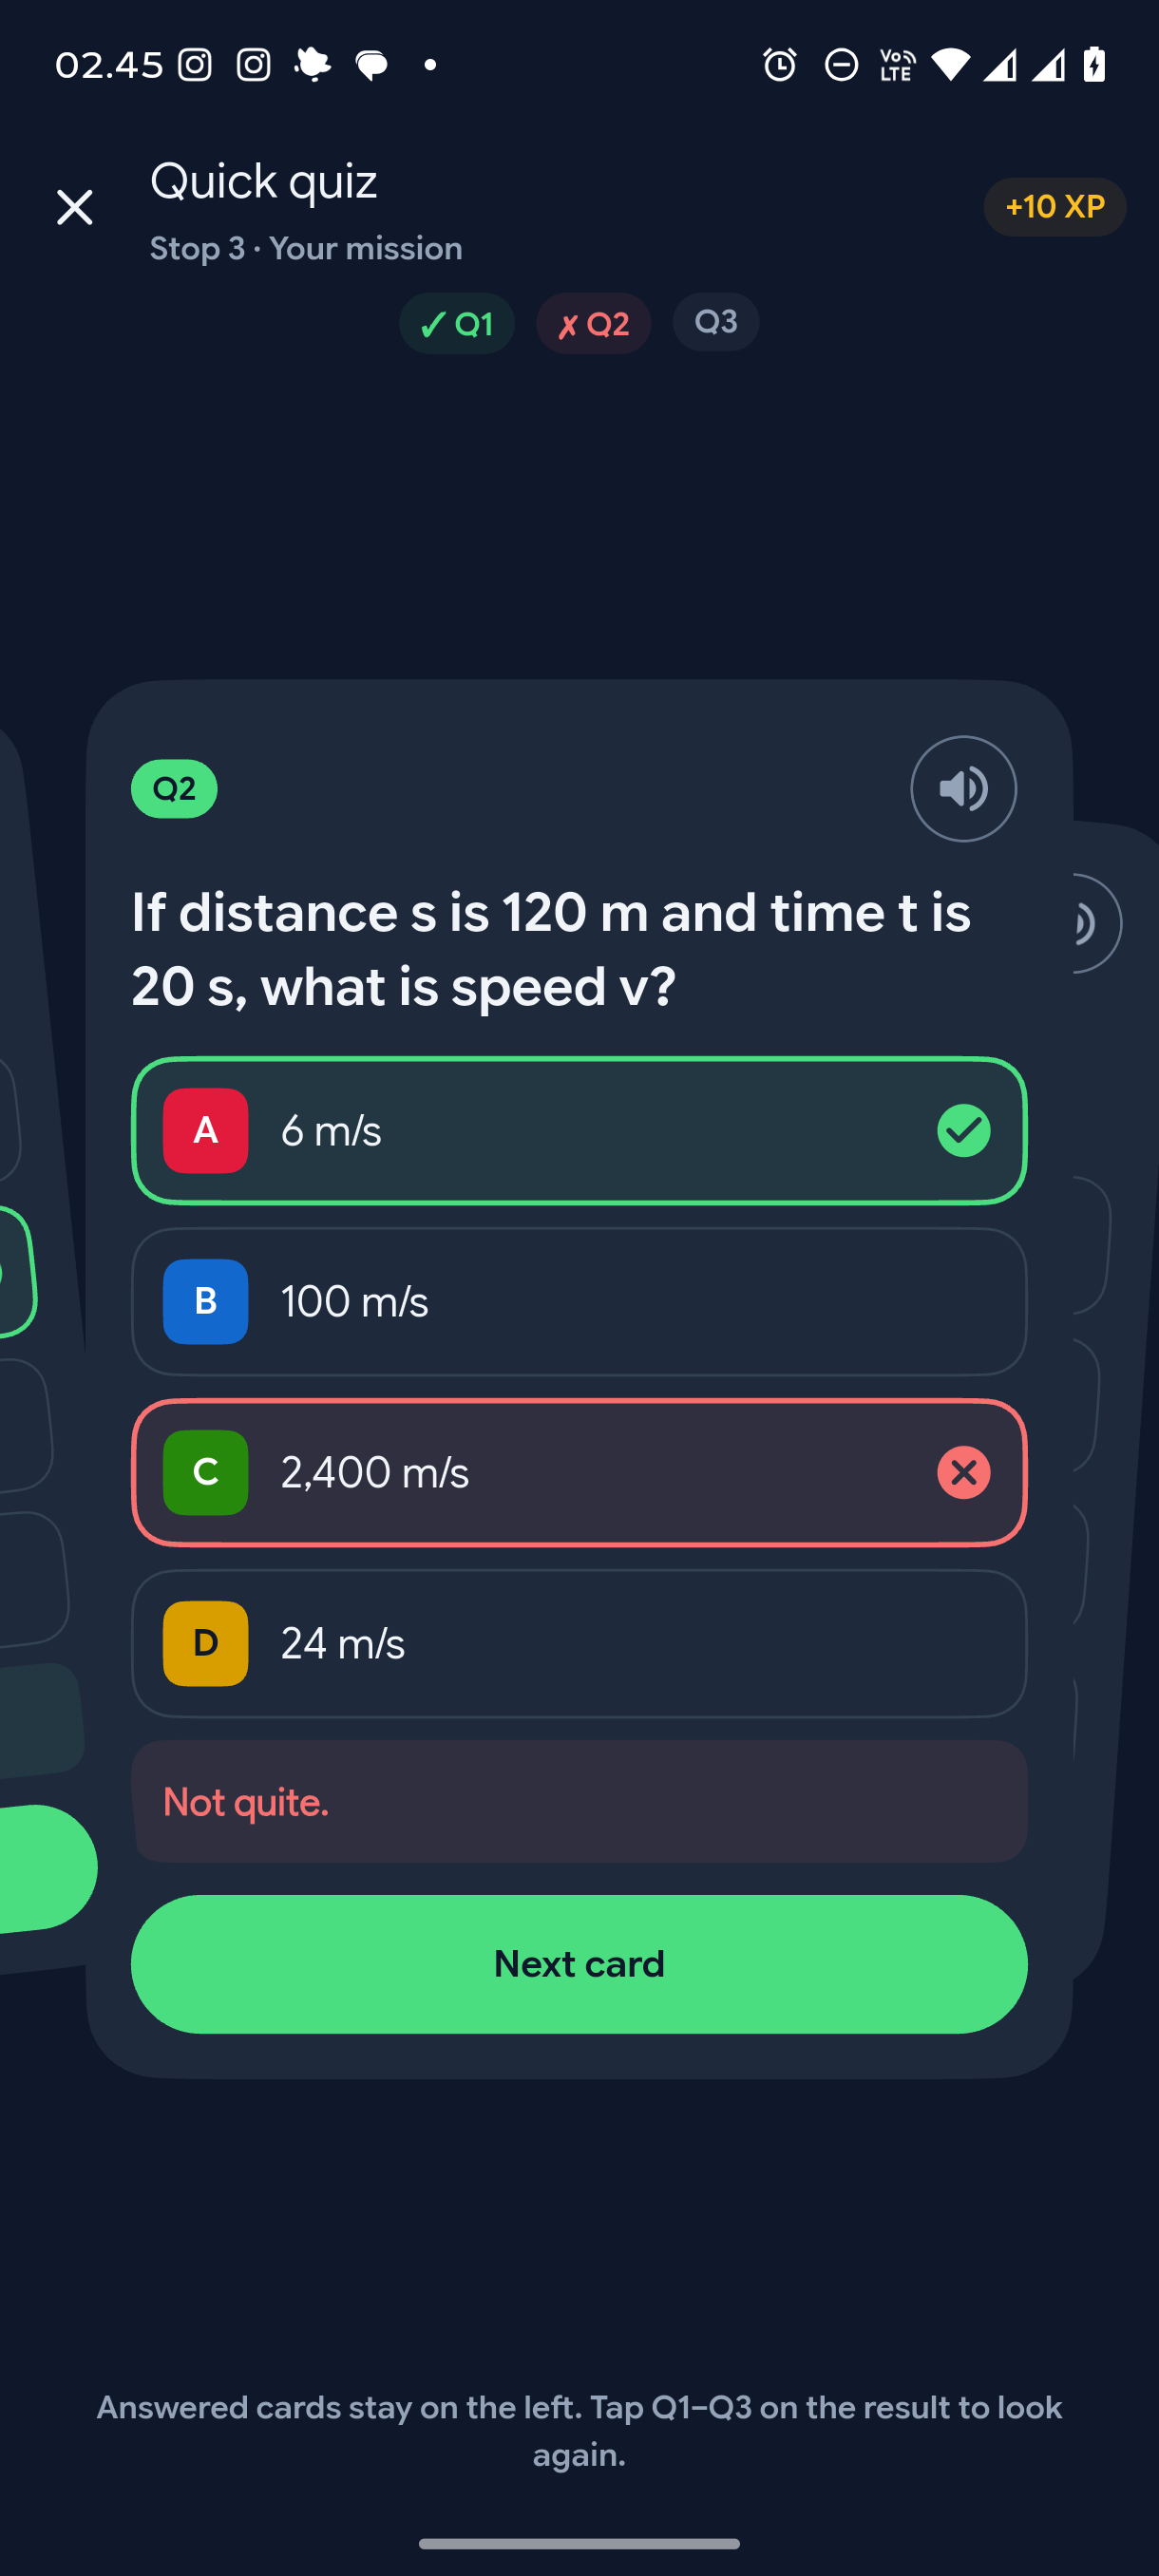 02.45
VoLTE
Quick quiz
+10 XP
Stop 3 · Your mission
✓ Q1 ✗ Q2 Q3
Q2
If distance s is 120 m and time t is
20 s, what is speed v?
A 6 m/s
B 100 m/s
C 2,400 m/s
D 24 m/s
Not quite.
Next card
Answered cards stay on the left. Tap Q1–Q3 on the result to look
again.